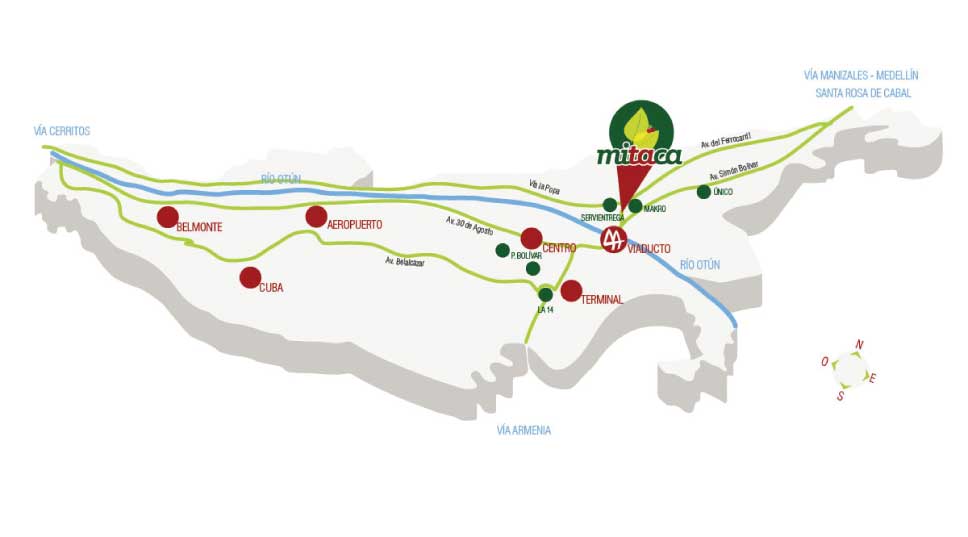 VÍA MANIZALES - MEDELLÍN
SANTA ROSA DE CABAL
VÍA CERRITOS
mitaca
Av. del Ferrocarril
Av. Simón Bolívar
RÍO OTÚN
Vía la Popa
ÚNICO
MAKRO
SERVIENTREGA
BELMONTE
AEROPUERTO
Av. 30 de Agosto
CENTRO
VIADUCTO
P. BOLÍVAR
Av. Belalcázar
RÍO OTÚN
CUBA
TERMINAL
LA 14
VÍA ARMENIA
N
O
E
S